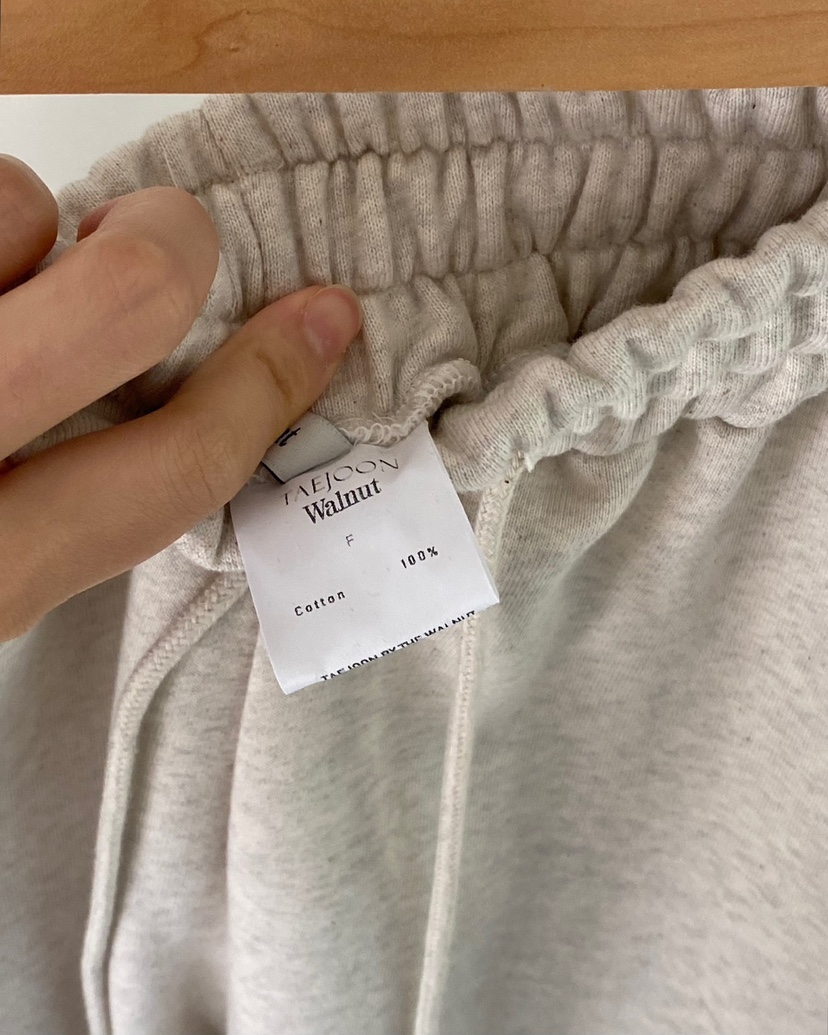 TAEJOON
Walnut
F
Cotton 100%
TAEJOON BY THE WALNUT